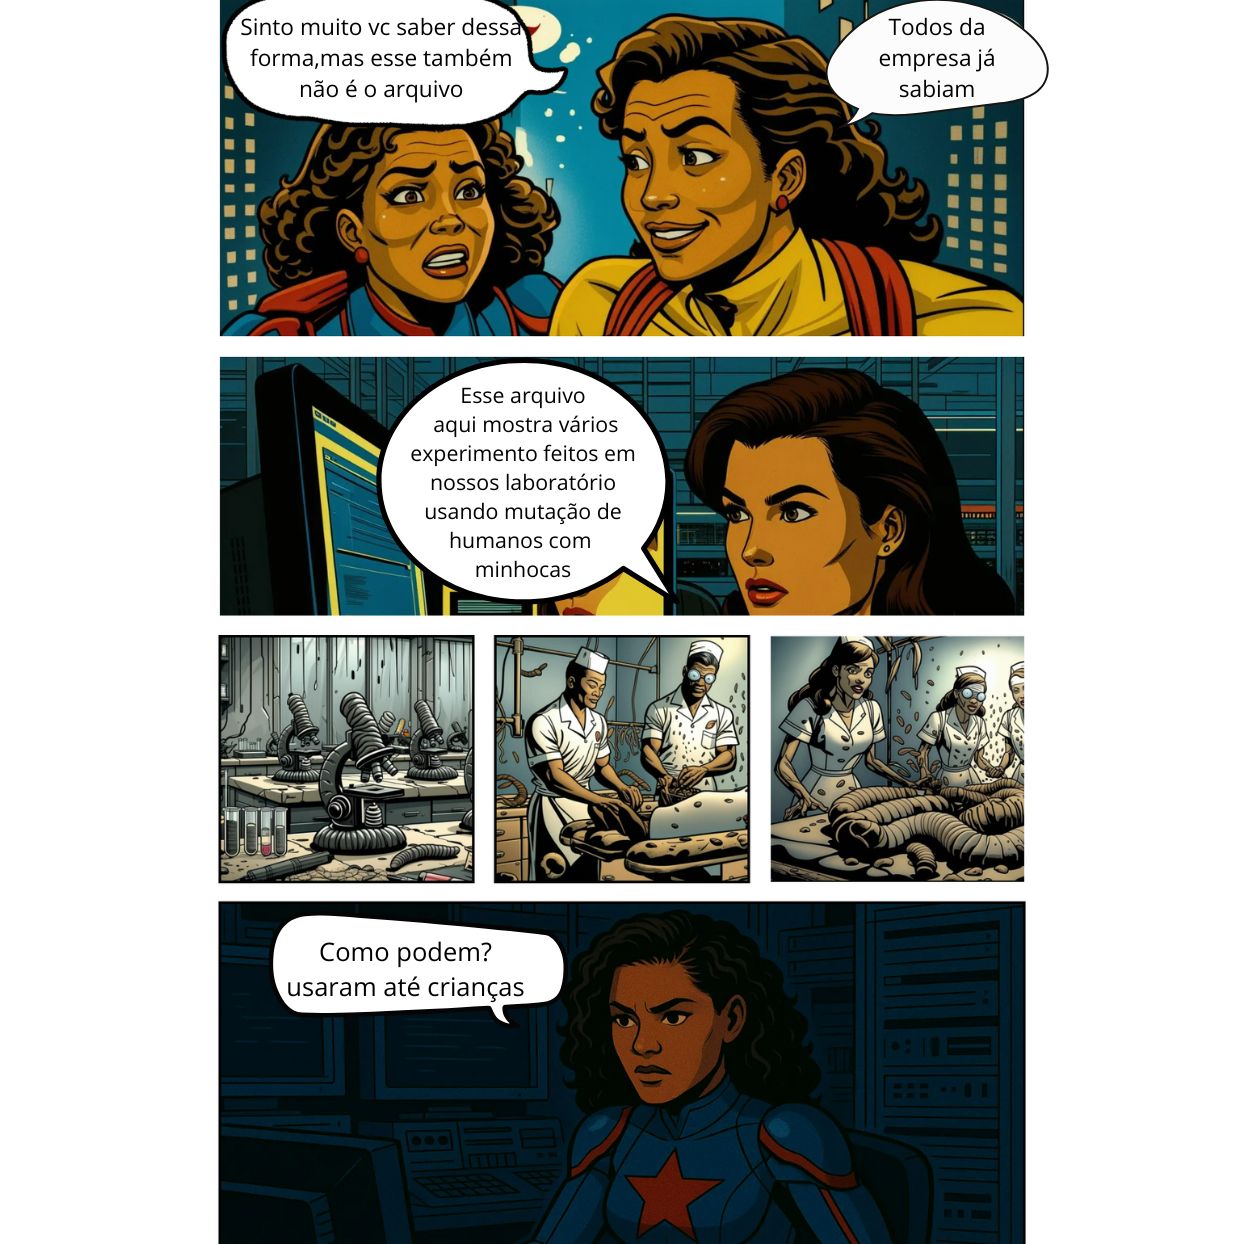 Sinto muito vc saber dessa
forma,mas esse também
não é o arquivo
Todos da
empresa já
sabiam
Esse arquivo
aqui mostra vários
experimento feitos em
nossos laboratório
usando mutação de
humanos com
minhocas
Como podem?
usaram até crianças